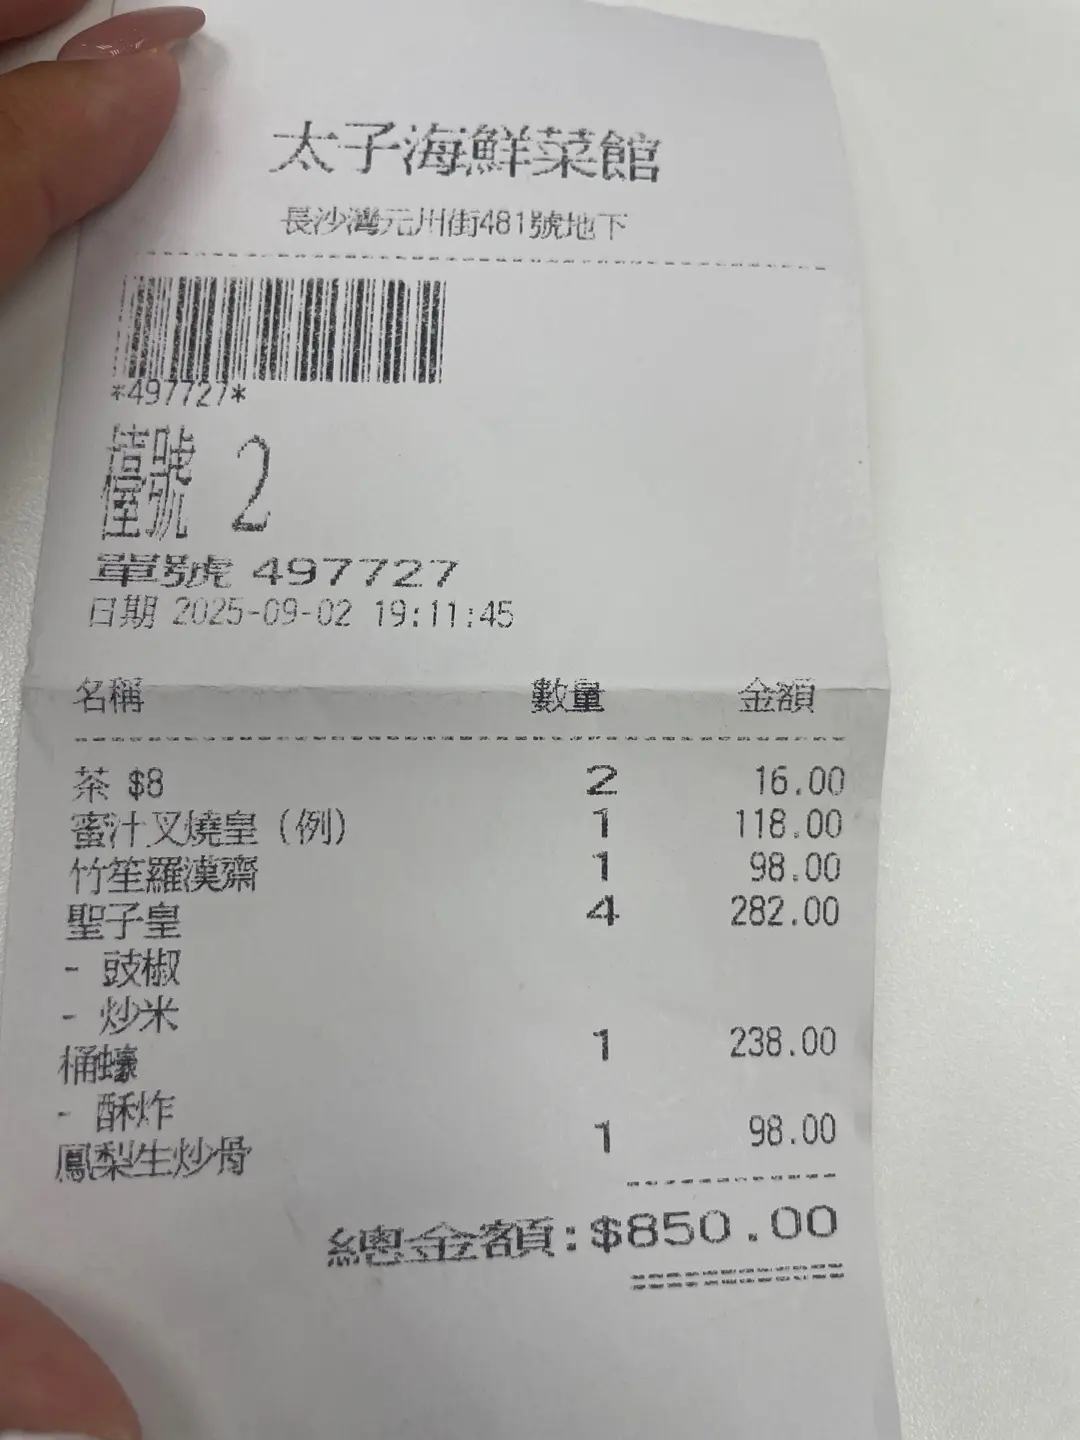 太子海鮮菜館
長沙灣元州街481號地下
*497727*
檯號 2
單號 497727
日期 2025-09-02 19:11:45
名稱 數量 金額
茶 $8 2 16.00
蜜汁叉燒皇（例） 1 118.00
竹笙羅漢齋 1 98.00
聖子皇 4 282.00
- 豉椒
- 炒米
桶蠔 1 238.00
- 酥炸
鳳梨生炒骨 1 98.00
總金額:$850.00